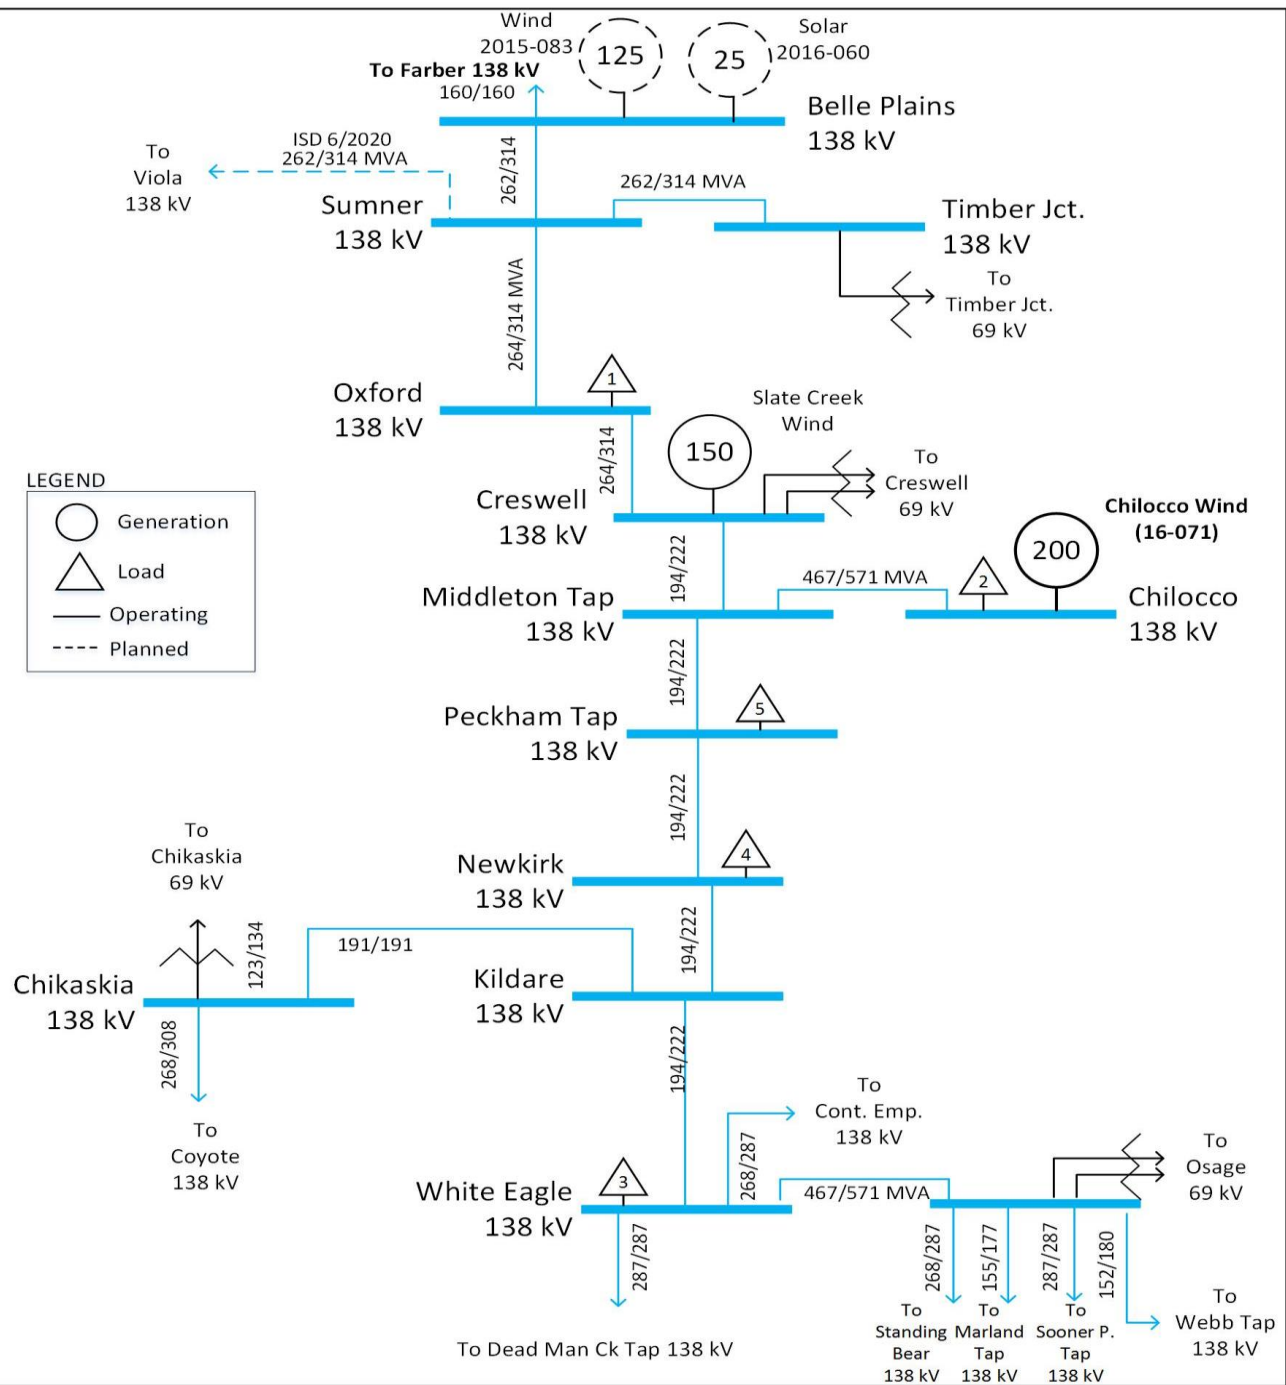 Wind
2015-083
125
25
Solar
2016-060
To Farber 138 kV
160/160
Belle Plains
138 kV
ISD 6/2020
262/314 MVA
To
Viola
138 kV
262/314
262/314 MVA
Sumner
138 kV
Timber Jct.
138 kV
To
Timber Jct.
69 kV
264/314 MVA
Oxford
138 kV
1
264/314
Slate Creek
Wind
150
To
Creswell
69 kV
Creswell
138 kV
Chilocco Wind
(16-071)
200
LEGEND
Generation
Load
Operating
Planned
194/222
467/571 MVA
2
Middleton Tap
138 kV
Chilocco
138 kV
194/222
Peckham Tap
138 kV
5
194/222
To
Chikaskia
69 kV
Newkirk
138 kV
4
123/134
191/191
194/222
Chikaskia
138 kV
Kildare
138 kV
268/308
To
Coyote
138 kV
194/222
To
Cont. Emp.
138 kV
268/287
White Eagle
138 kV
3
467/571 MVA
To
Osage
69 kV
287/287
268/287
155/177
287/287
152/180
To Dead Man Ck Tap 138 kV
To
Standing
Bear
138 kV
To
Marland
Tap
138 kV
To
Sooner P.
Tap
138 kV
To
Webb Tap
138 kV